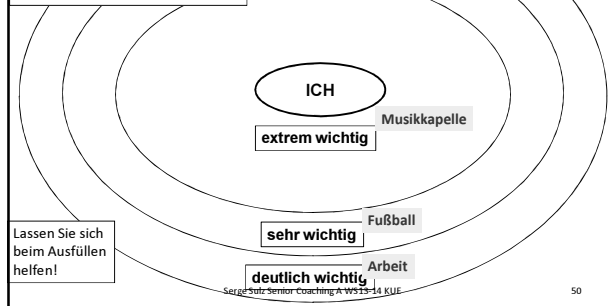 ICH
Musikkapelle
extrem wichtig
Fußball
sehr wichtig
Lassen Sie sich
beim Ausfüllen
helfen!
Arbeit
deutlich wichtig
Serge Sulz Senior Coaching A WS13-14 KUE
50